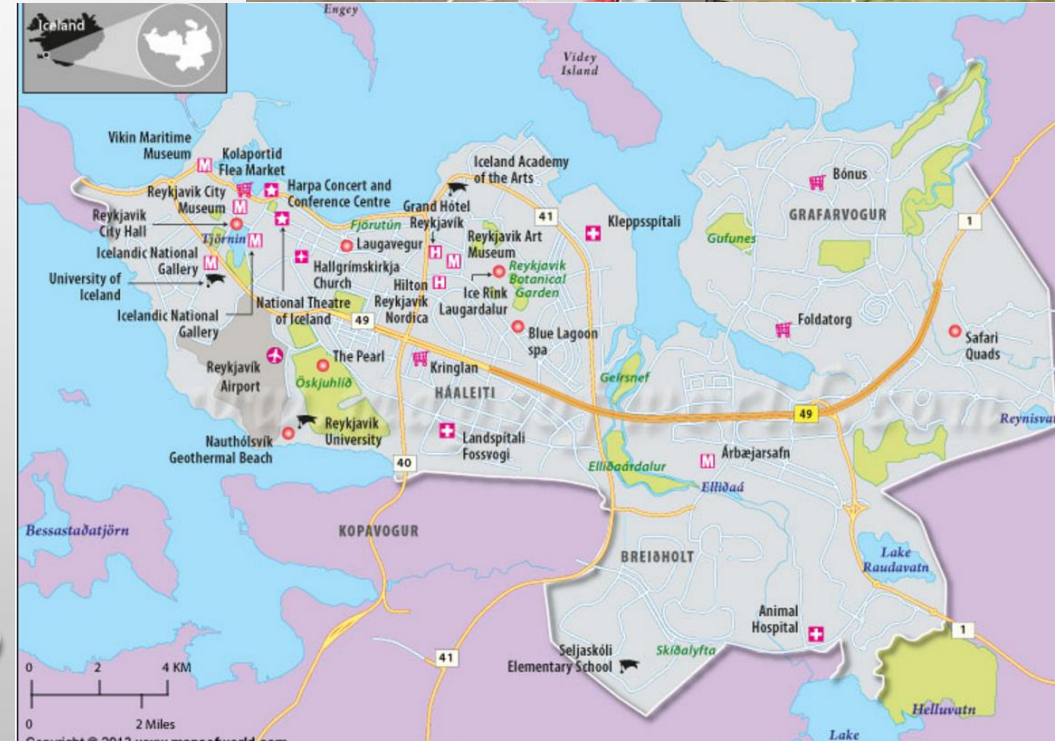 Iceland
Engey
Videy
Island
Vikin Maritime
Museum
M
Kolaportid
Flea Market
Reykjavik City
Museum
M
Harpa Concert and
Conference Centre
Reykjavik
City Hall
Tjörnin
M
Icelandic National
Gallery
M
University of
Iceland
Icelandic National
Gallery
National Theatre
of Iceland
Hallgrímskirkja
Church
Laugavegur
Fjörutún
Grand Hótel
Reykjavík
H
Iceland Academy
of the Arts
41
Kleppsspítali
M
Reykjavik Art
Museum
Hilton
Reykjavik
Nordica
H
Ice Rink
Laugardalur
Reykjavik
Botanical
Garden
Blue Lagoon
spa
Bónus
GRAFARVOGUR
Gufunes
1
Foldatorg
Safari
Quads
49
Reykjavík
Airport
The Pearl
Öskjuhlíð
Kringlan
HÁALEITI
Geirsnef
49
Nauthólsvík
Geothermal Beach
Reykjavik
University
Landspítali
Fossvogi
40
Elliðaárdalur
M
Árbæjarsafn
Elliðaá
Bessastaðatjörn
KOPAVOGUR
BREIÐHOLT
Lake
Raudavatn
Animal
Hospital
1
41
Seljaskóli
Elementary School
Skíðalyfta
Helluvatn
Lake
0 2 4 KM
0 2 Miles